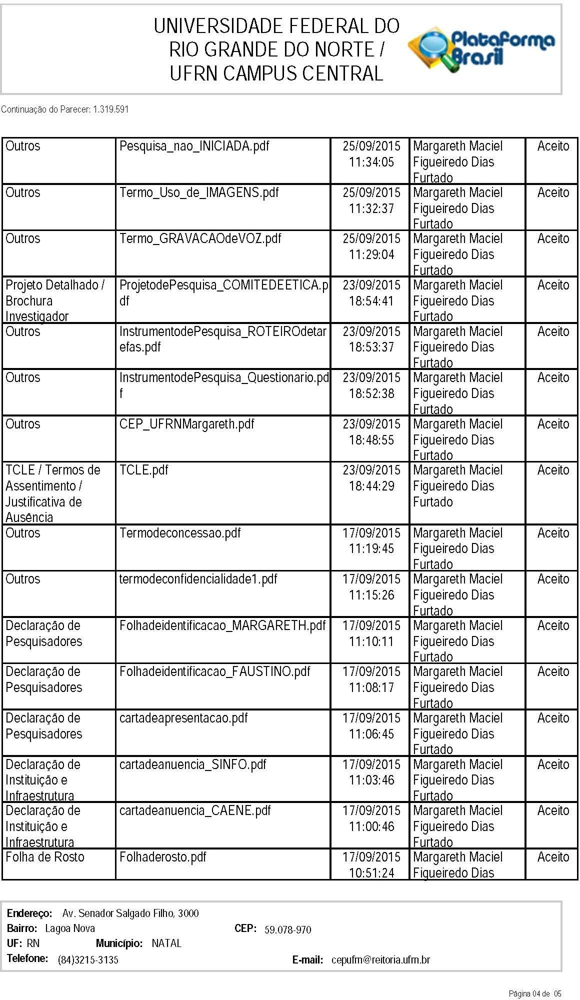 UNIVERSIDADE FEDERAL DO
RIO GRANDE DO NORTE /
UFRN CAMPUS CENTRAL
Plataforma
Brasil
Continuação do Parecer: 1.319.591
Outros Pesquisa_nao_INICIADA.pdf 25/09/2015 Margareth Maciel Aceito
11:34:05 Figueiredo Dias
Furtado
Outros Termo_Uso_de_IMAGENS.pdf 25/09/2015 Margareth Maciel Aceito
11:32:37 Figueiredo Dias
Furtado
Outros Termo_GRAVACAOdeVOZ.pdf 25/09/2015 Margareth Maciel Aceito
11:29:04 Figueiredo Dias
Furtado
Projeto Detalhado / ProjetodePesquisa_COMITEDEETICA.p 23/09/2015 Margareth Maciel Aceito
Brochura df 18:54:41 Figueiredo Dias
Investigador Furtado
Outros InstrumentodePesquisa_ROTEIROdetar 23/09/2015 Margareth Maciel Aceito
efas.pdf 18:53:37 Figueiredo Dias
Furtado
Outros InstrumentodePesquisa_Questionario.pd 23/09/2015 Margareth Maciel Aceito
f 18:52:38 Figueiredo Dias
Furtado
Outros CEP_UFRNMargareth.pdf 23/09/2015 Margareth Maciel Aceito
18:48:55 Figueiredo Dias
Furtado
TCLE / Termos de TCLE.pdf 23/09/2015 Margareth Maciel Aceito
Assentimento / 18:44:29 Figueiredo Dias
Justificativa de Furtado
Ausência
Outros Termodeconcessao.pdf 17/09/2015 Margareth Maciel Aceito
11:19:45 Figueiredo Dias
Furtado
Outros termodeconfidencialidade1.pdf 17/09/2015 Margareth Maciel Aceito
11:15:26 Figueiredo Dias
Furtado
Declaração de Folhadeidentificacao_MARGARETH.pdf 17/09/2015 Margareth Maciel Aceito
Pesquisadores 11:10:11 Figueiredo Dias
Furtado
Declaração de Folhadeidentificacao_FAUSTINO.pdf 17/09/2015 Margareth Maciel Aceito
Pesquisadores 11:08:17 Figueiredo Dias
Furtado
Declaração de cartadeapresentacao.pdf 17/09/2015 Margareth Maciel Aceito
Pesquisadores 11:06:45 Figueiredo Dias
Furtado
Declaração de cartadeanuencia_SINFO.pdf 17/09/2015 Margareth Maciel Aceito
Instituição e 11:03:46 Figueiredo Dias
Infraestrutura Furtado
Declaração de cartadeanuencia_CAENE.pdf 17/09/2015 Margareth Maciel Aceito
Instituição e 11:00:46 Figueiredo Dias
Infraestrutura Furtado
Folha de Rosto Folhaderosto.pdf 17/09/2015 Margareth Maciel Aceito
10:51:24 Figueiredo Dias
Endereço: Av. Senador Salgado Filho, 3000
Bairro: Lagoa Nova CEP: 59.078-970
UF: RN Município: NATAL
Telefone: (84)3215-3135 E-mail: cepufrn@reitoria.ufrn.br
Página 04 de 05